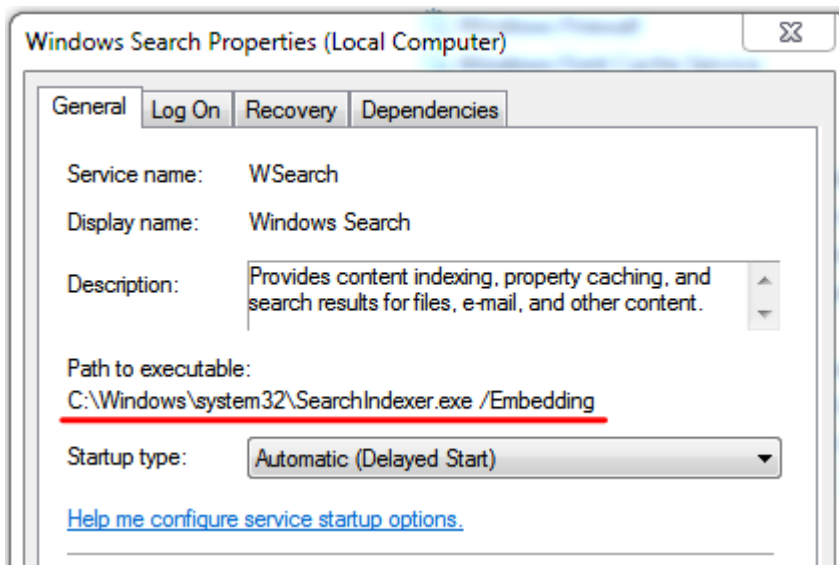 Windows Search Properties (Local Computer)
General Log On Recovery Dependencies
Service name: WSearch
Display name: Windows Search
Description: Provides content indexing, property caching, and
search results for files, e-mail, and other content.
Path to executable:
C:\Windows\system32\SearchIndexer.exe /Embedding
Startup type: Automatic (Delayed Start)
Help me configure service startup options.